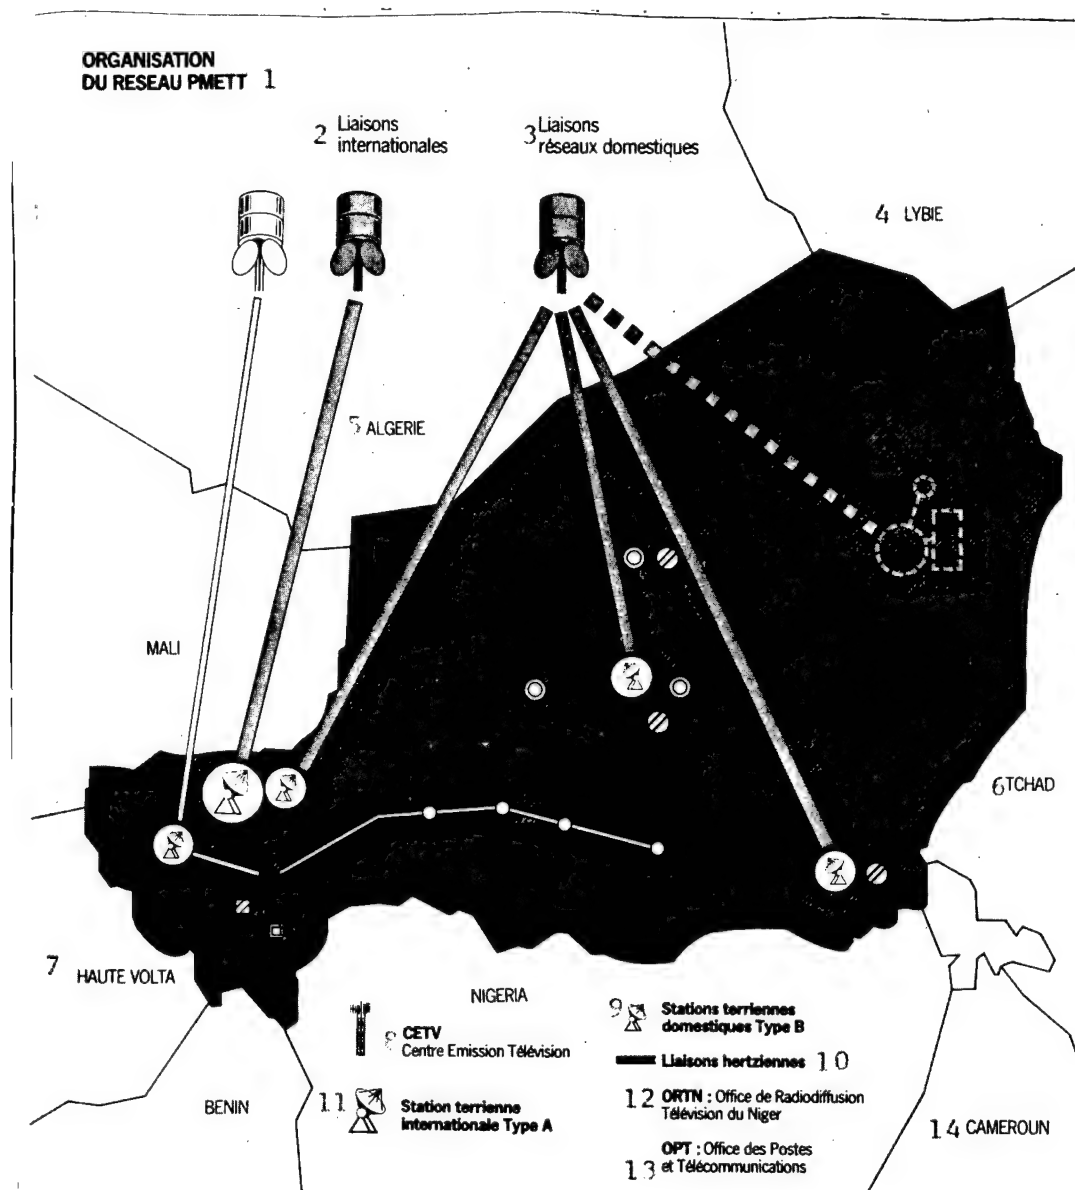 ORGANISATION
DU RESEAU PMETT 1
2 Liaisons
internationales
3 Liaisons
réseaux domestiques
4 LYBIE
5 ALGERIE
MALI
6 TCHAD
7 HAUTE VOLTA
NIGERIA
BENIN
8 CETV
Centre Emission Télévision
11 Station terrienne
internationale Type A
9 Stations terriennes
domestiques Type B
Liaisons hertziennes 10
12 ORTN : Office de Radiodiffusion
Télévision du Niger
OPT : Office des Postes
13 et Télécommunications
14 CAMEROUN